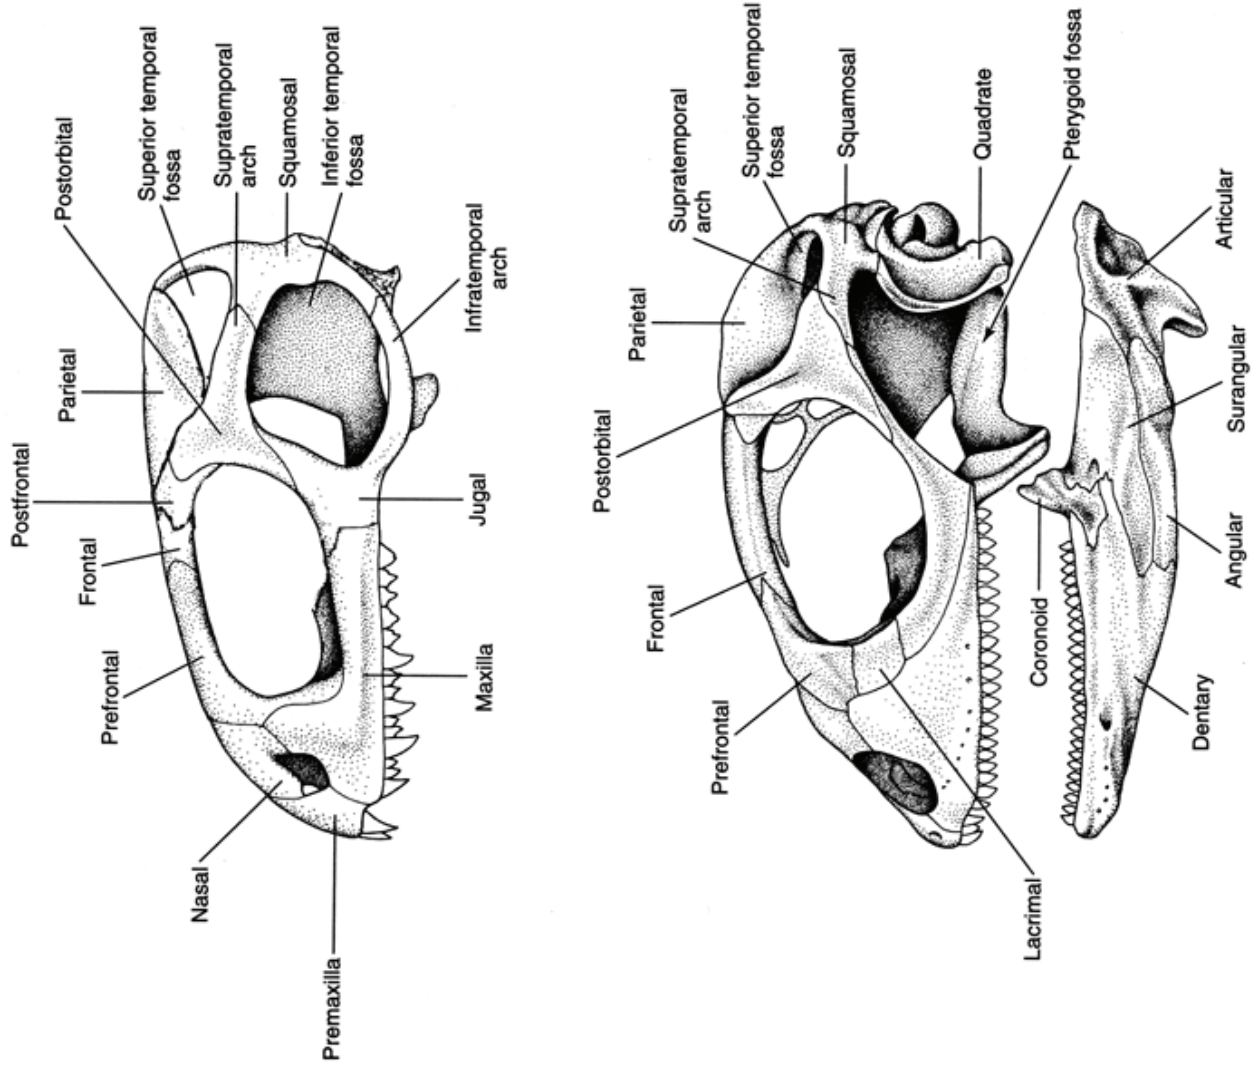 Postfrontal
Frontal
Prefrontal
Nasal
Premaxilla
Parietal
Postorbital
Superior temporal
fossa
Supratemporal
arch
Squamosal
Inferior temporal
fossa
Infratemporal
arch
Jugal
Maxilla
Postorbital
Frontal
Prefrontal
Parietal
Supratemporal
arch
Superior temporal
fossa
Squamosal
Quadrate
Pterygoid fossa
Lacrimal
Coronoid
Articular
Surangular
Angular
Dentary